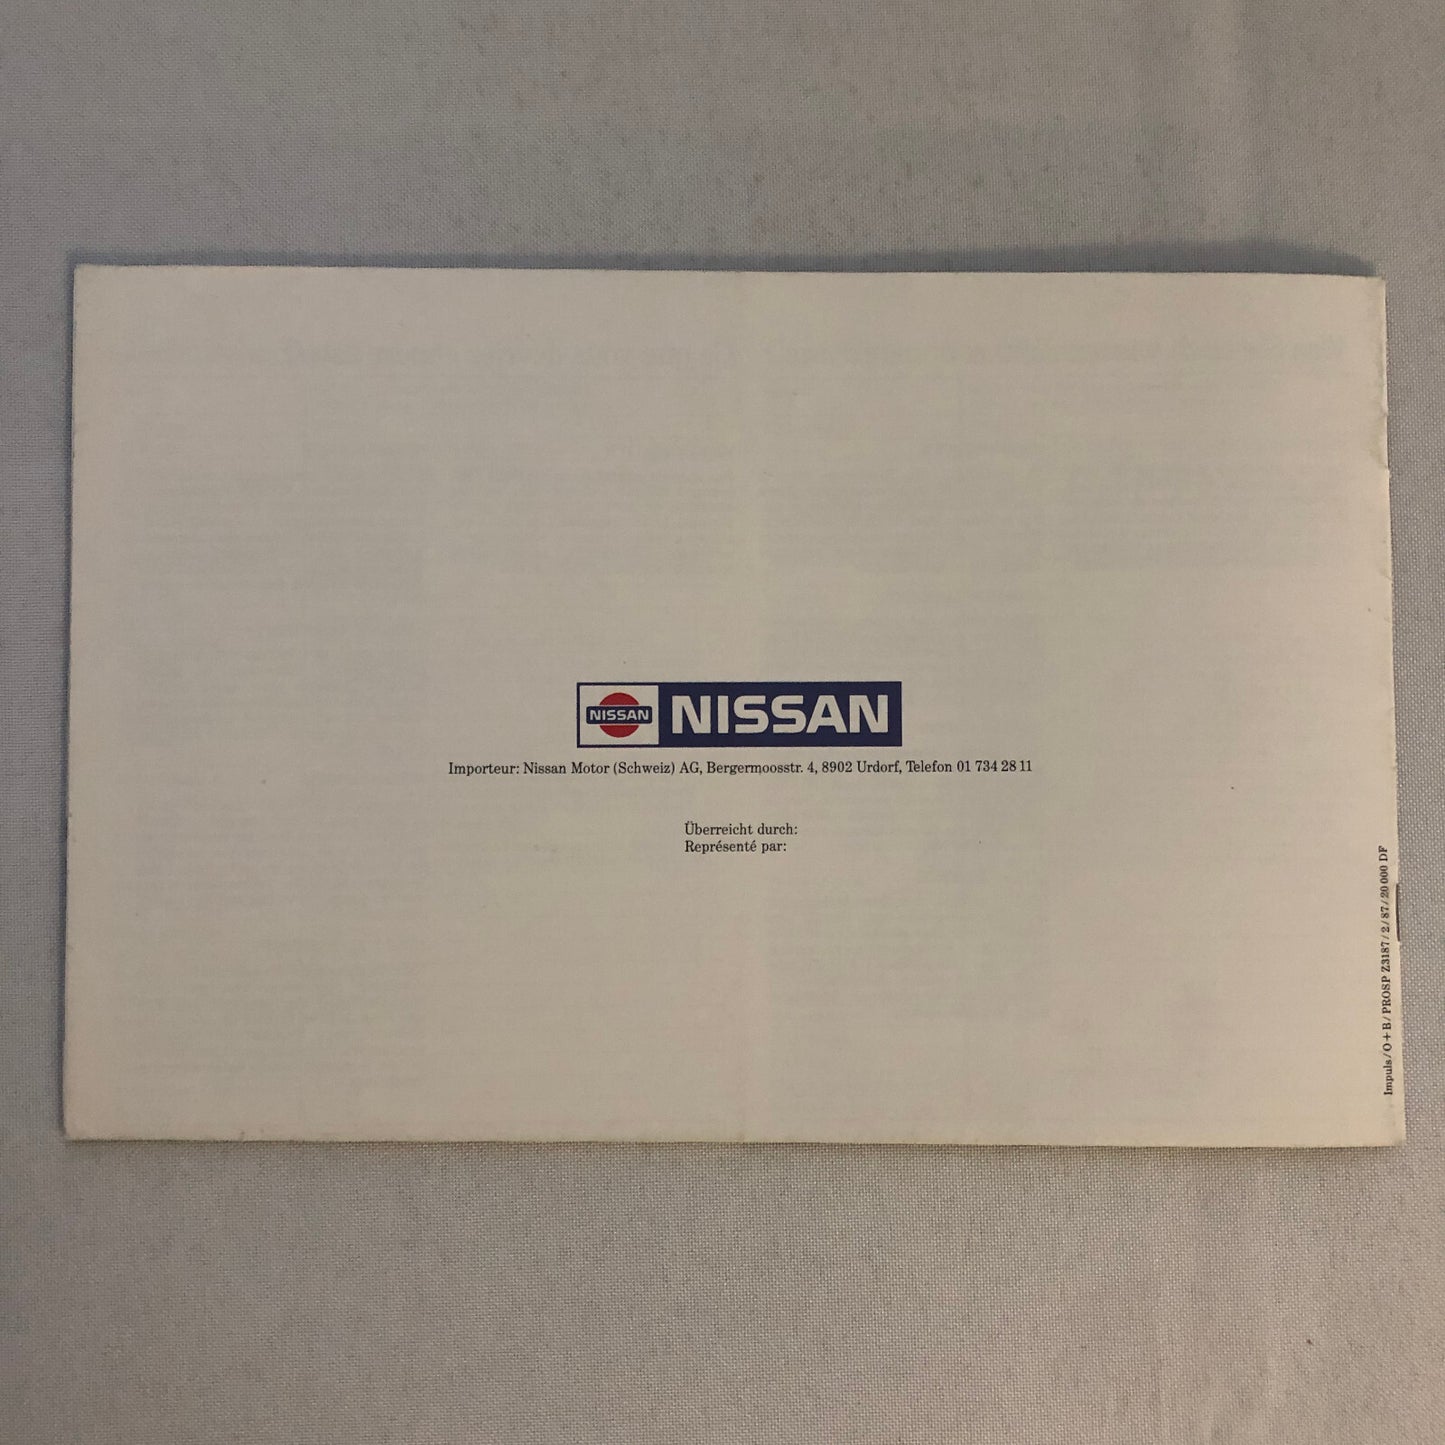 NISSAN NISSAN
Importeur: Nissan Motor (Schweiz) AG, Bergermoosstr. 4, 8902 Urdorf, Telefon 01 734 28 11
Überreicht durch:
Représenté par:
Impuls/O+B/PROSP Z3187/2/87/20 000 DF